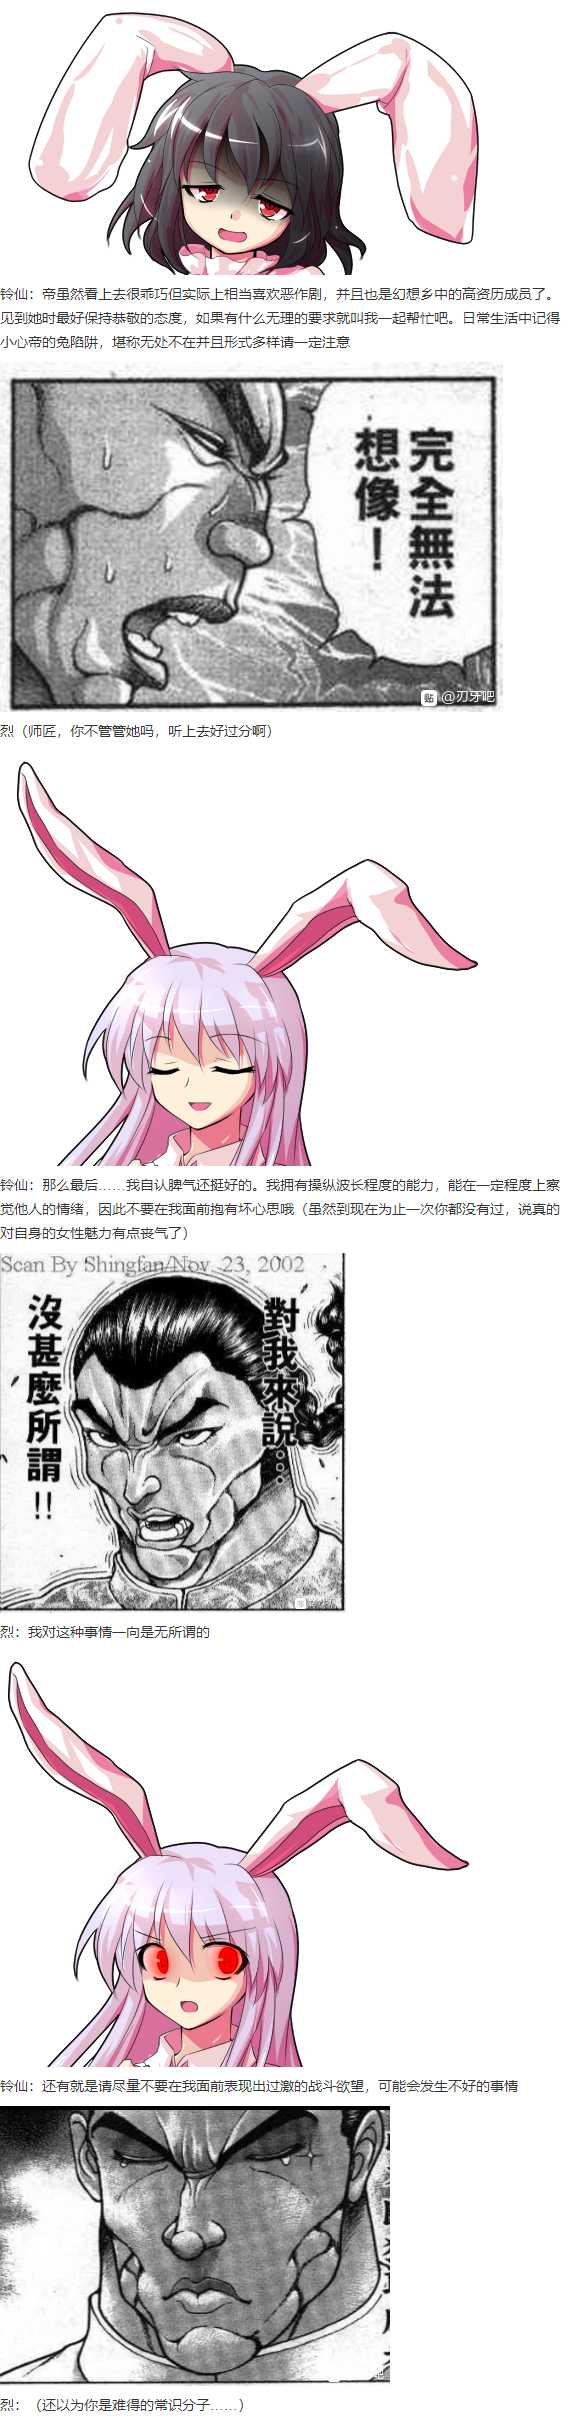 铃仙：帝虽然看上去很乖巧但实际上相当喜欢恶作剧，并且也是幻想乡中的高资历成员了。
见到她时最好保持恭敬的态度，如果有什么无理的要求就叫我一起帮忙吧。日常生活中记得
小心帝的兔陷阱，堪称无处不在并且形式多样请一定注意
完全無法
想像！
贴 @刃牙吧
烈（师匠，你不管管她吗，听上去好过分啊）
铃仙：那么最后……我自认脾气还挺好的。我拥有操纵波长程度的能力，能在一定程度上察
觉他人的情绪，因此不要在我面前抱有坏心思哦（虽然到现在为止一次你都没有过，说真的
对自身的女性魅力有点丧气了）
Scan By Shingfan/Nov. 23, 2002
對我來說…
沒甚麼所謂!!
烈：我对这种事情一向是无所谓的
铃仙：还有就是请尽量不要在我面前表现出过激的战斗欲望，可能会发生不好的事情
烈：（还以为你是难得的常识分子……）